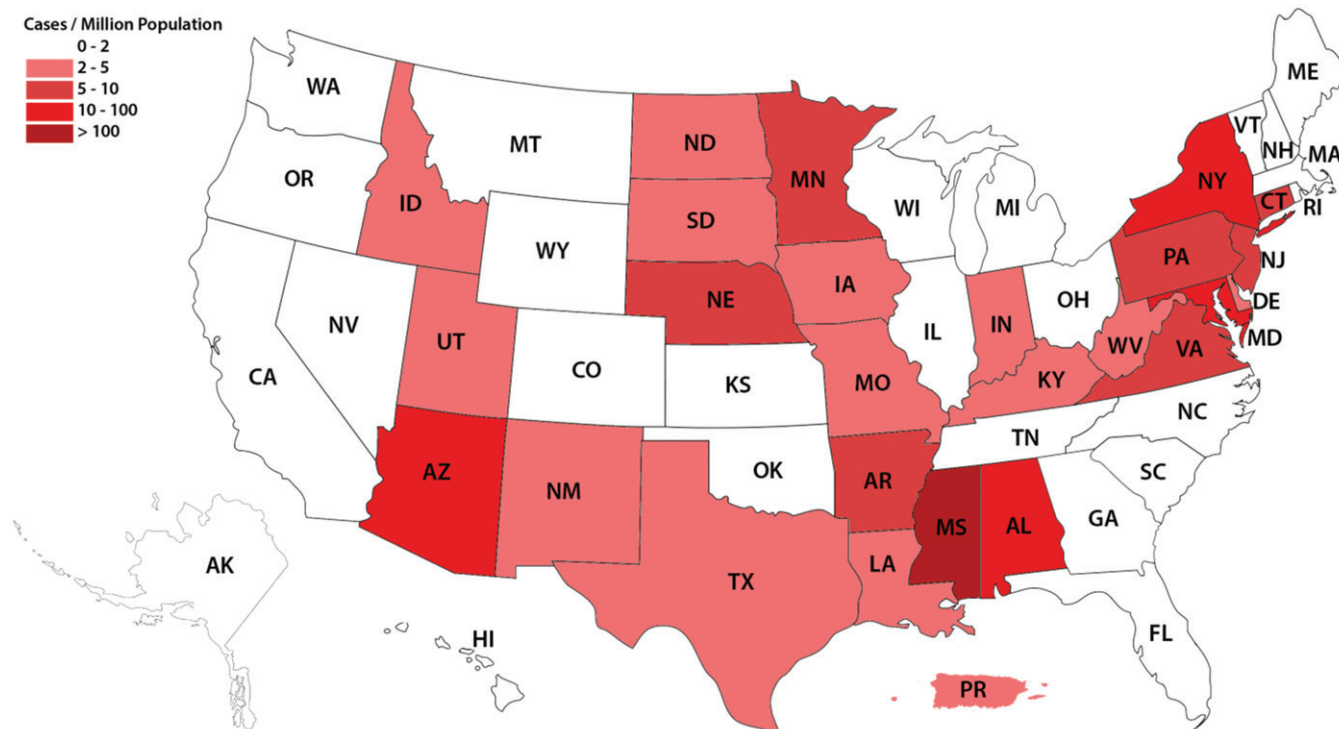 Cases / Million Population
0 - 2
2 - 5
5 - 10
10 - 100
> 100
WA
MT
ND
MN
ME
VT
NH
MA
OR
ID
SD
WI
MI
NY
CT
RI
WY
PA
NJ
NE
IA
OH
DE
NV
UT
IL
IN
WV
MD
VA
CO
KS
MO
KY
CA
NC
TN
AZ
NM
OK
AR
SC
MS
AL
GA
AK
TX
LA
HI
FL
PR